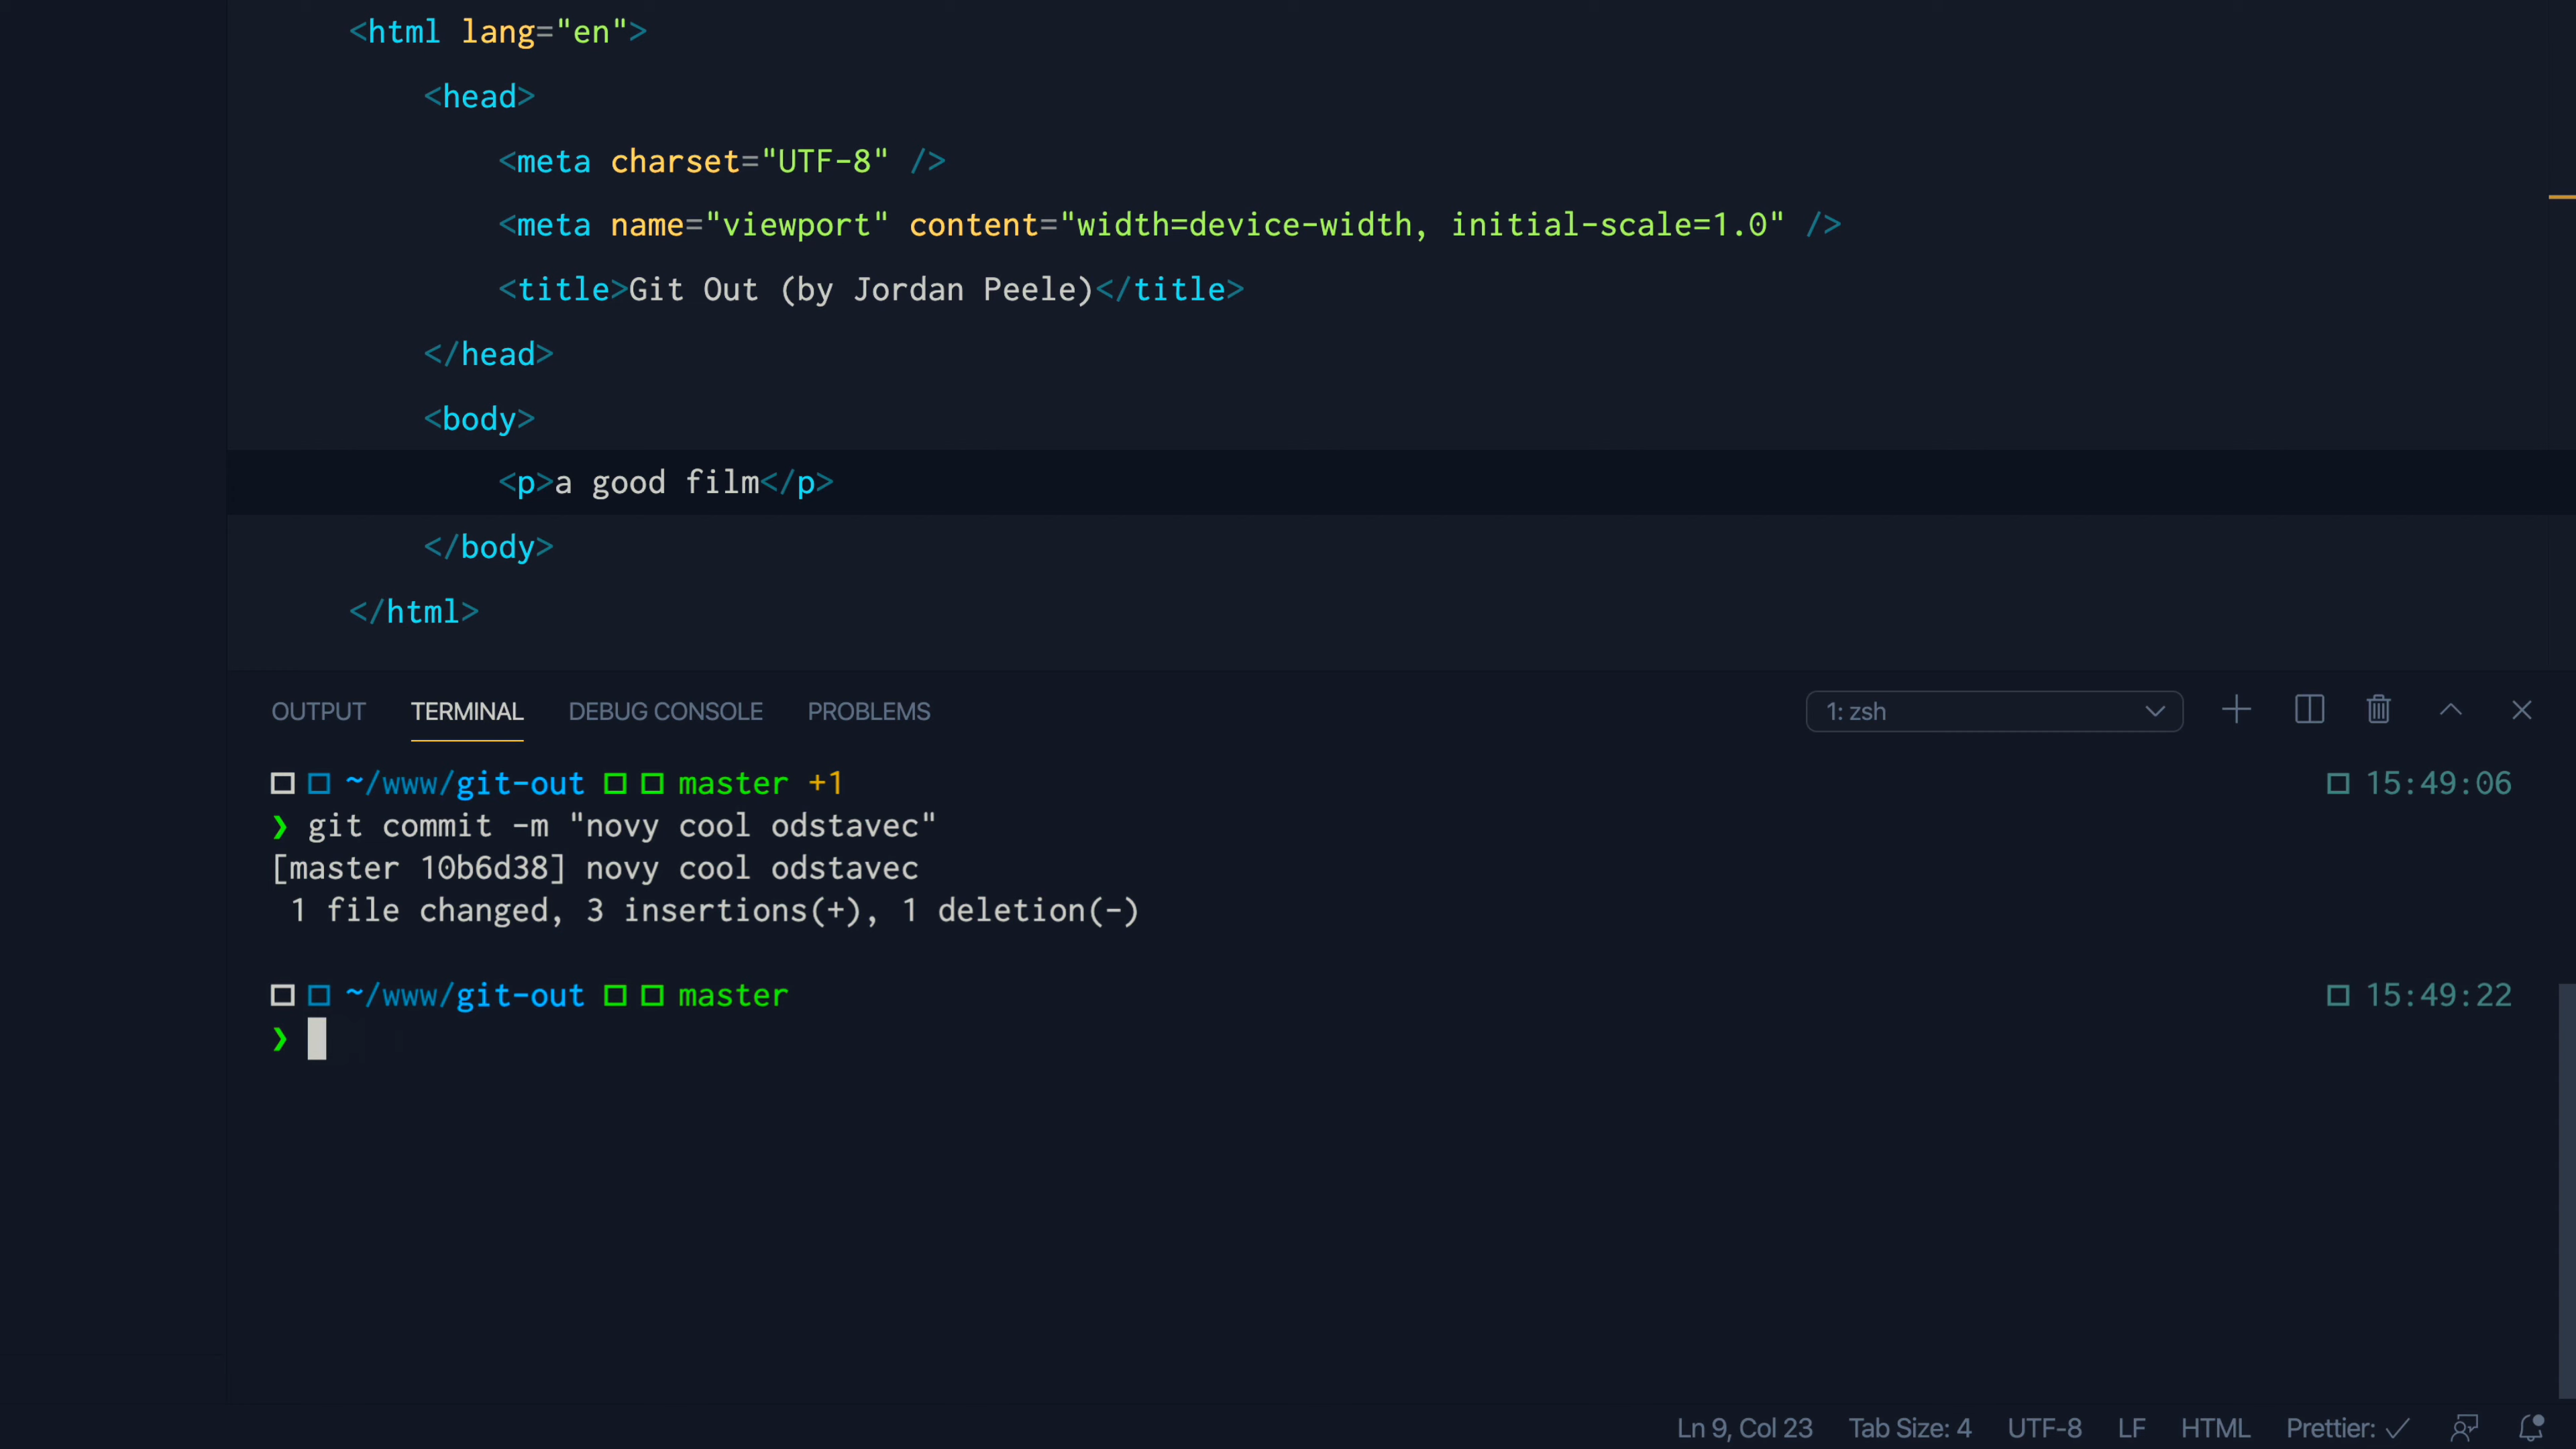 <html lang="en">
<head>
<meta charset="UTF-8" />
<meta name="viewport" content="width=device-width, initial-scale=1.0" />
<title>Git Out (by Jordan Peele)</title>
</head>
<body>
<p>a good film</p>
</body>
</html>
OUTPUT TERMINAL DEBUG CONSOLE PROBLEMS 1: zsh
~/www/git-out master +1 15:49:06
❯ git commit -m "novy cool odstavec"
[master 10b6d38] novy cool odstavec
1 file changed, 3 insertions(+), 1 deletion(-)
~/www/git-out master 15:49:22
❯
Ln 9, Col 23 Tab Size: 4 UTF-8 LF HTML Prettier: ✓